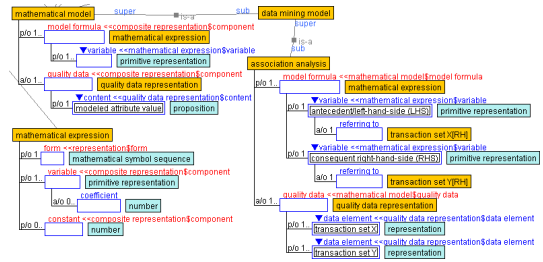 mathematical model
super
sub
data mining model
is-a
super
is-a
sub
model formula <<composite representation$component
p/o 1..
mathematical expression
▼variable <<mathematical expression$variable
p/o 1..
primitive representation
quality data <<composite representation$component
a/o 1..
quality data representation
▼content <<quality data representation$content
p/o 1
modeled attribute value
proposition
mathematical expression
form <<representation$form
p/o 1
mathematical symbol sequence
variable <<composite representation$component
p/o 1..
primitive representation
coefficient
a/o 0..
number
constant <<composite representation$component
p/o 0..
number
association analysis
model formula <<mathematical model$model formula
p/o 1..
mathematical expression
▼variable <<mathematical expression$variable
p/o 1
antecedent/left-hand-side (LHS)
primitive representation
referring to
a/o 1
transaction set X[RH]
▼variable <<mathematical expression$variable
p/o 1
consequent right-hand-side (RHS)
primitive representation
referring to
a/o 1
transaction set Y[RH]
quality data <<mathematical model$quality data
a/o 1..
quality data representation
▼data element <<quality data representation$data element
p/o 1..
transaction set X
representation
▼data element <<quality data representation$data element
p/o 1..
transaction set Y
representation